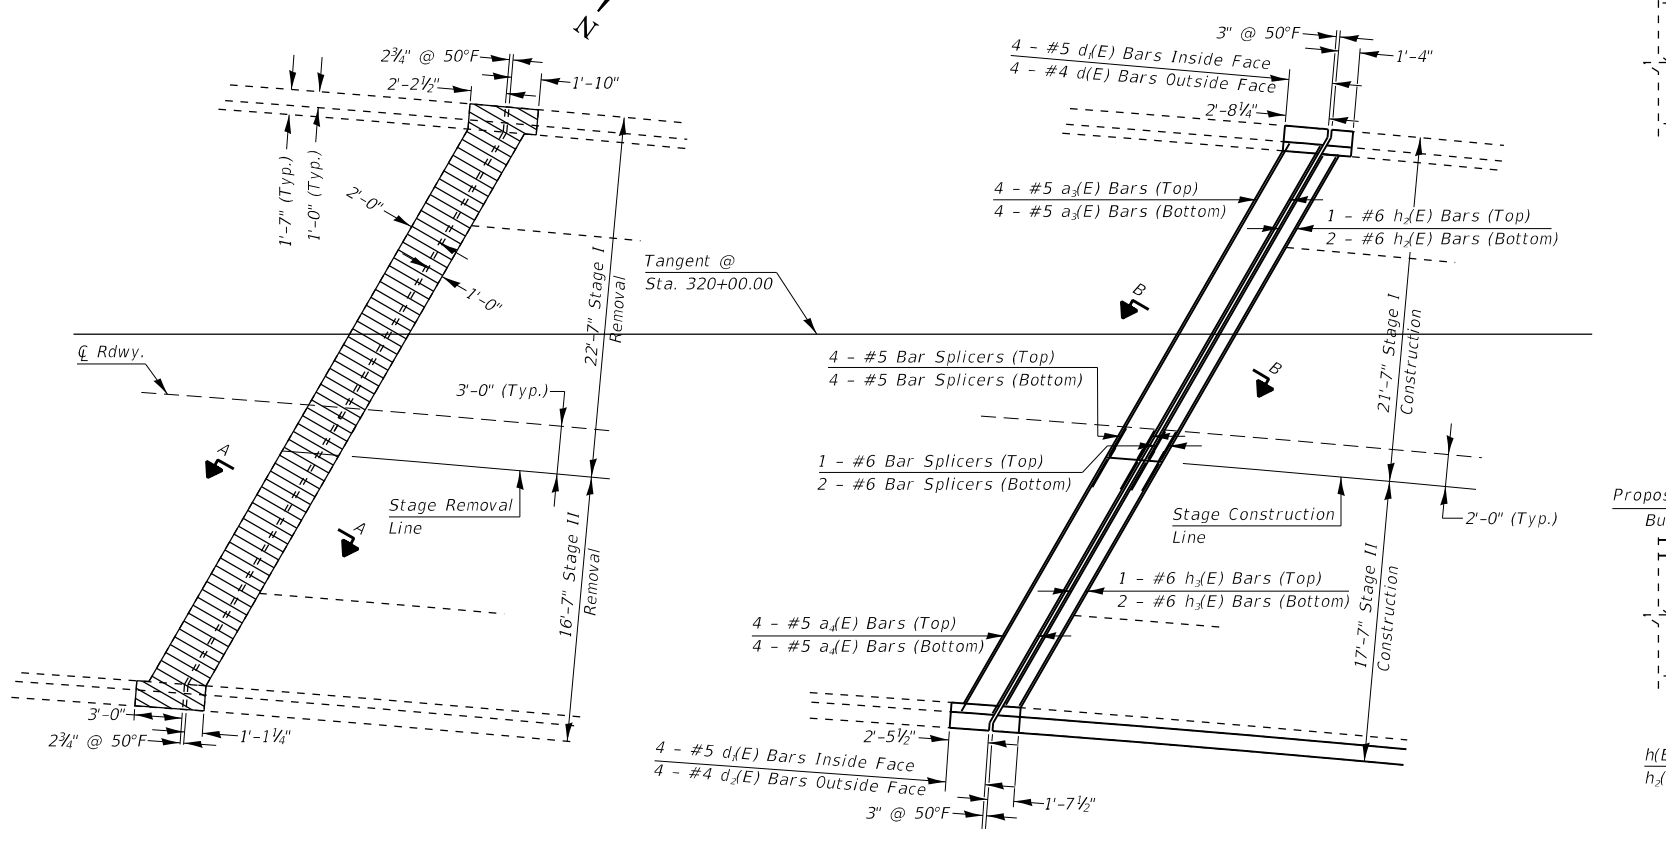 N
2¾" @ 50°F
2'-2½"
1'-10"
1'-7" (Typ.)
1'-0" (Typ.)
2'-0"
1'-0"
22'-7" Stage I
Removal
Tangent @
Sta. 320+00.00
℄ Rdwy.
3'-0" (Typ.)
A
A
Stage Removal
Line
16'-7" Stage II
Removal
3'-0"
2¾" @ 50°F
1'-1¼"
3" @ 50°F
1'-4"
4 - #5 d₁(E) Bars Inside Face
4 - #4 d(E) Bars Outside Face
2'-8¼"
4 - #5 a₃(E) Bars (Top)
4 - #5 a₃(E) Bars (Bottom)
1 - #6 h₂(E) Bars (Top)
2 - #6 h₂(E) Bars (Bottom)
B
B
21'-7" Stage I
Construction
4 - #5 Bar Splicers (Top)
4 - #5 Bar Splicers (Bottom)
1 - #6 Bar Splicers (Top)
2 - #6 Bar Splicers (Bottom)
Stage Construction
Line
2'-0" (Typ.)
1 - #6 h₃(E) Bars (Top)
2 - #6 h₃(E) Bars (Bottom)
17'-7" Stage II
Construction
4 - #5 a₄(E) Bars (Top)
4 - #5 a₄(E) Bars (Bottom)
2'-5½"
4 - #5 d₁(E) Bars Inside Face
4 - #4 d₂(E) Bars Outside Face
3" @ 50°F
1'-7½"
Propos
Bu
h(E
h₂(